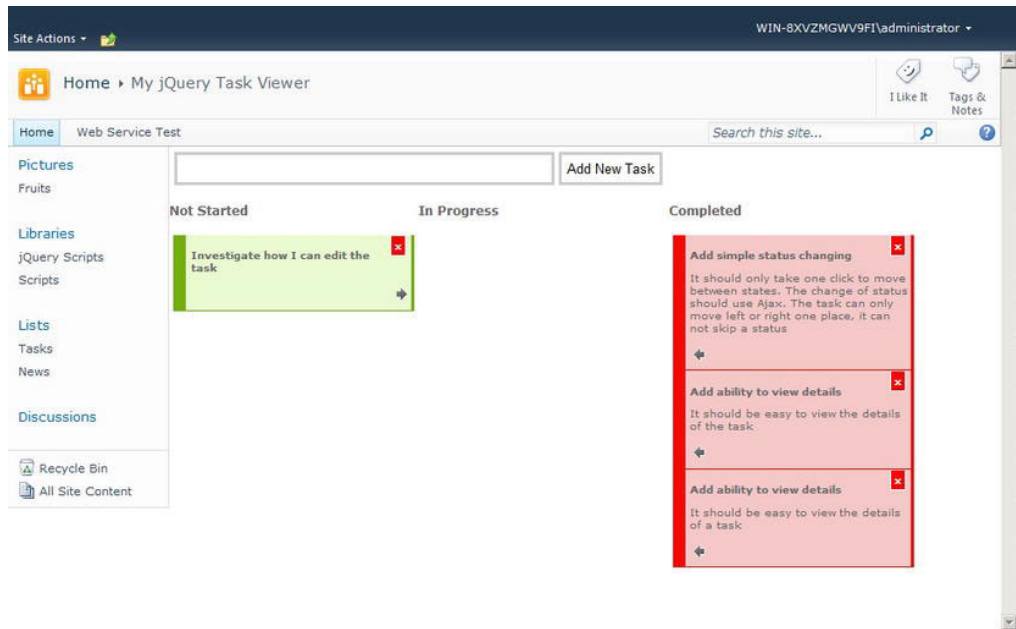 WIN-8XVZMGWV9FI\administrator
Site Actions
Home ▸ My jQuery Task Viewer
I Like It
Tags &
Notes
Home
Web Service Test
Search this site...
Pictures
Fruits
Libraries
jQuery Scripts
Scripts
Lists
Tasks
News
Discussions
Recycle Bin
All Site Content
Add New Task
Not Started
In Progress
Completed
Investigate how I can edit the
task
Add simple status changing
It should only take one click to move
between states. The change of status
should use Ajax. The task can only
move left or right one place, it can
not skip a status
Add ability to view details
It should be easy to view the details
of the task
Add ability to view details
It should be easy to view the details
of a task